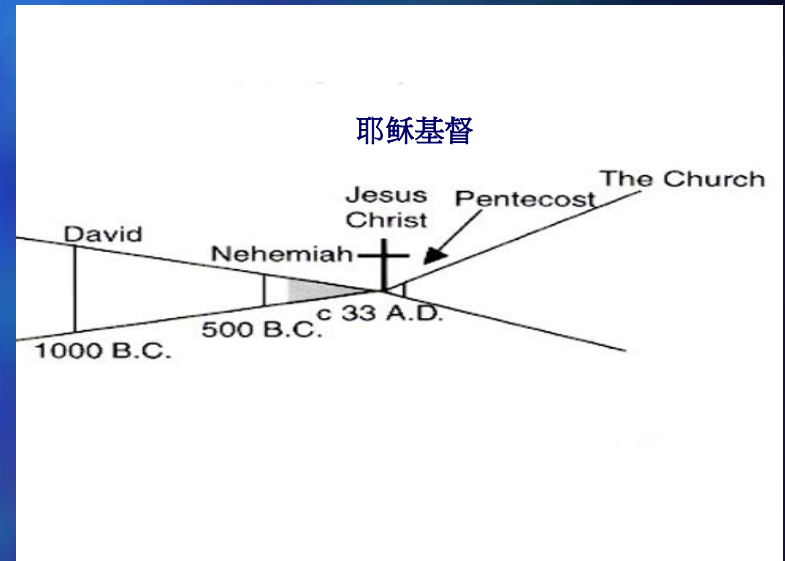 耶稣基督
The Church
Jesus
Christ
Pentecost
David
Nehemiah
c 33 A.D.
500 B.C.
1000 B.C.